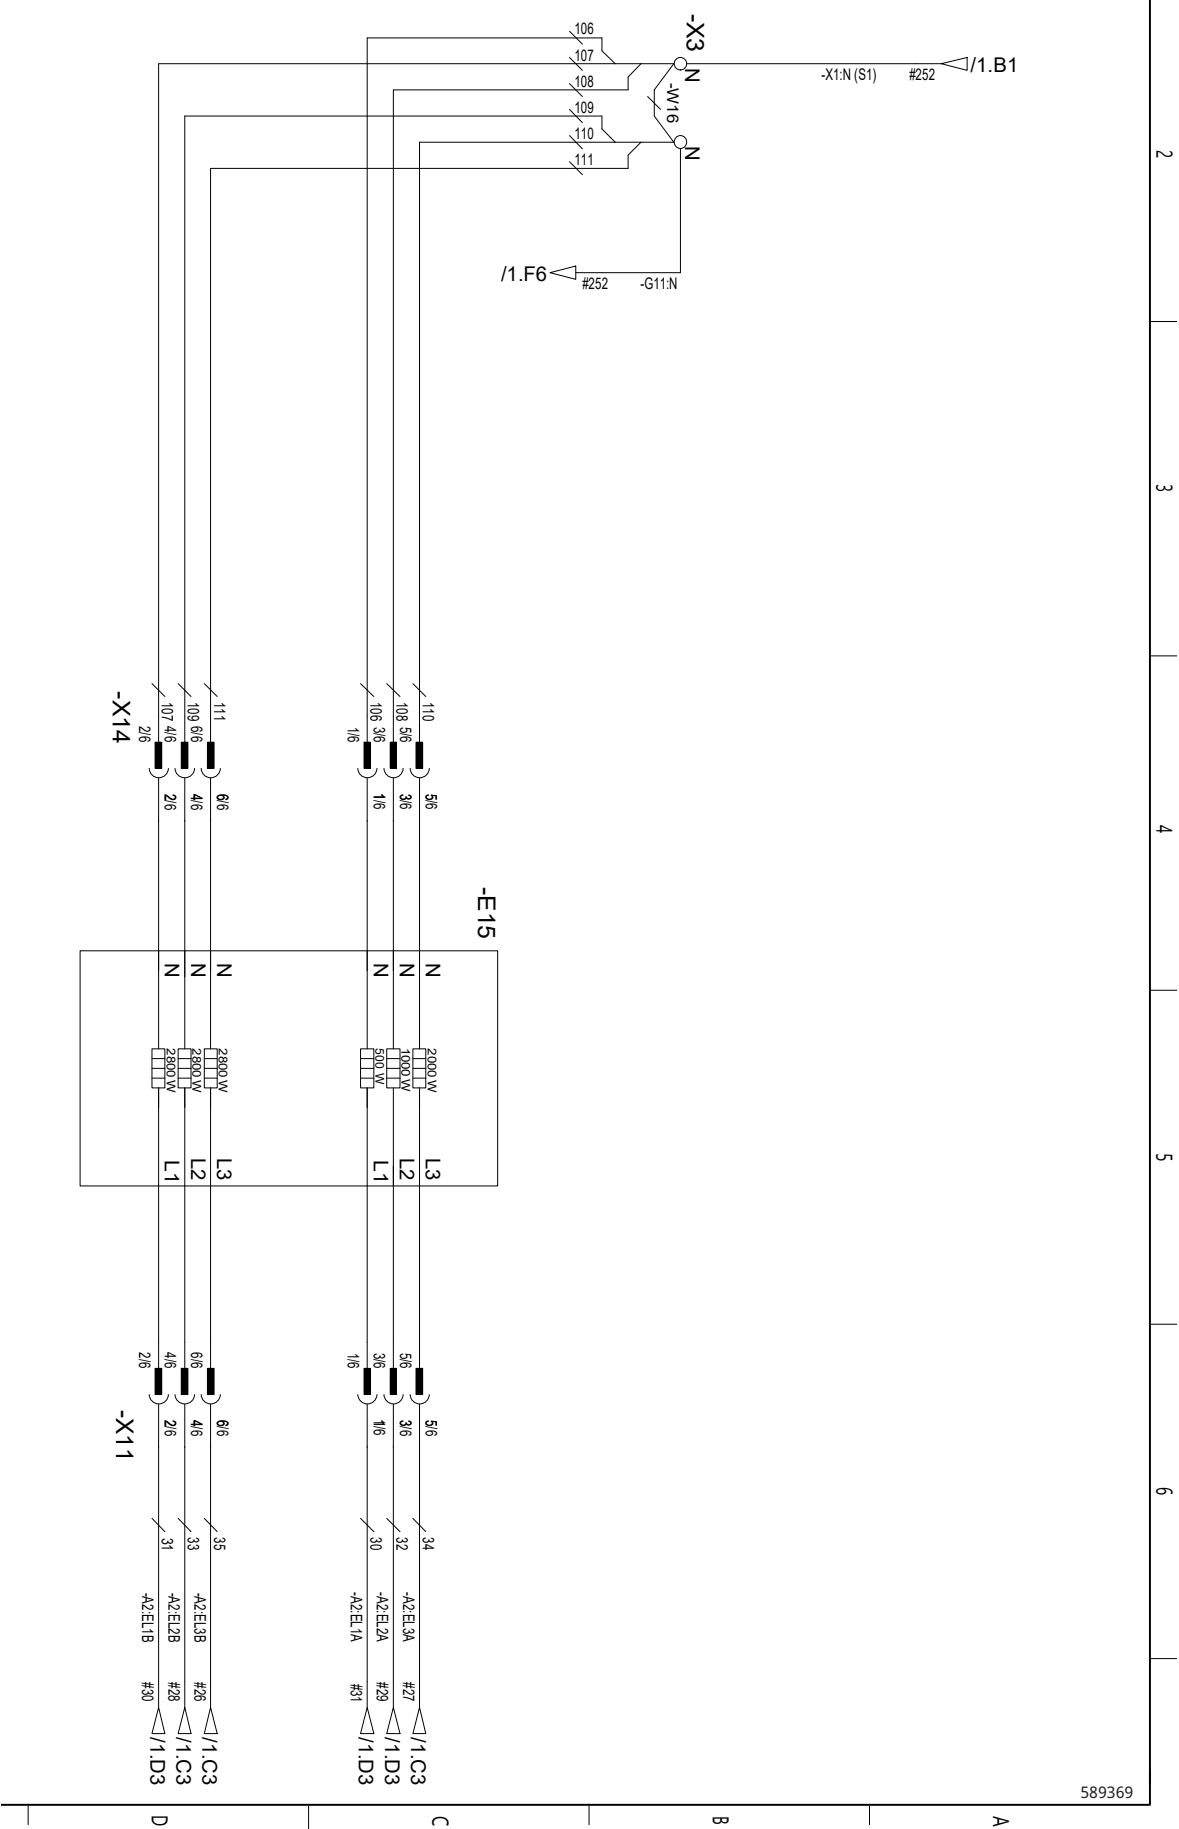 106
107
108
109
110
111
-X3
N
-W16
N
-X1:N (S1)
#252
/1.B1
/1.F6
#252
-G11:N
2
3
4
5
6
-X14
107
109
111
106
108
110
2/6
4/6
6/6
1/6
3/6
5/6
2/6
4/6
6/6
1/6
3/6
5/6
-E15
N
N
N
N
N
N
2800 W
2800 W
2800 W
500 W
1000 W
2000 W
L1
L2
L3
L1
L2
L3
2/6
4/6
6/6
1/6
3/6
5/6
-X11
2/6
4/6
6/6
1/6
3/6
5/6
31
33
35
30
32
34
-A2:EL1B
-A2:EL2B
-A2:EL3B
-A2:EL1A
-A2:EL2A
-A2:EL3A
#30
#28
#26
#31
#29
#27
/1.D3
/1.C3
/1.C3
/1.D3
/1.D3
/1.C3
589369
D
C
B
A